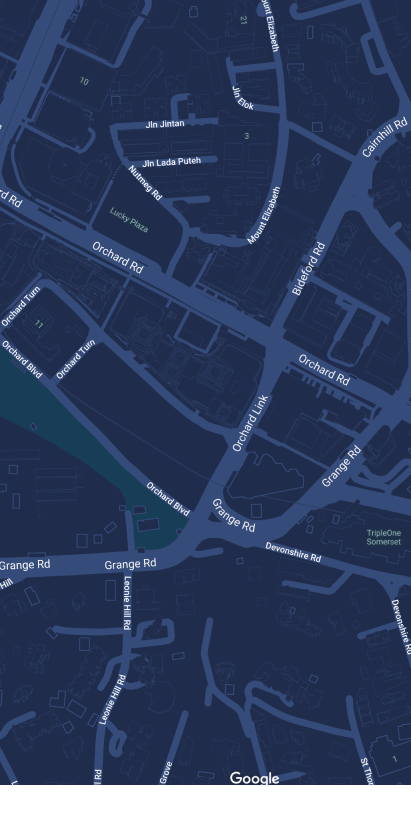 ount Elizabeth
21
10
Jln Elok
Jln Jintan
3
Cairnhill Rd
Jln Lada Puteh
Nutmeg Rd
rd Rd
Lucky Plaza
Mount Elizabeth
Orchard Rd
Bideford Rd
Orchard Turn
11
Orchard Blvd
Orchard Turn
Orchard Rd
Orchard Link
Grange Rd
Orchard Blvd
Grange Rd
TripleOne
Somerset
Devonshire Rd
Grange Rd
Grange Rd
Hill
Leonie Hill Rd
Devonshire Rd
Leonie Hill Rd
l Rd
Grove
St Tho
1
Google